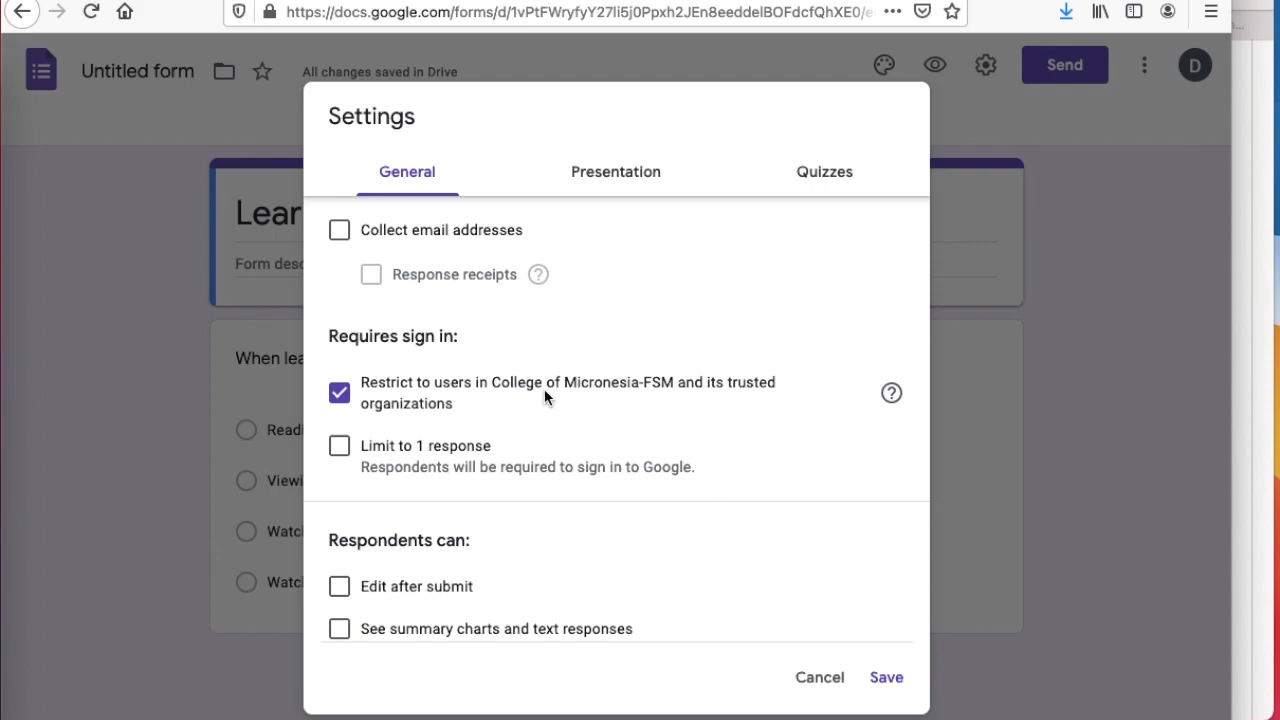 https://docs.google.com/forms/d/1vPtFWryfyY27li5j0Ppxh2JEn8eeddelBOFdcfQhXE0/e
Untitled form
All changes saved in Drive
Send
D
Settings
General
Presentation
Quizzes
Lear
Form desc
Collect email addresses
Response receipts
?
Requires sign in:
When lea
Restrict to users in College of Micronesia-FSM and its trusted
organizations
?
Readi
Limit to 1 response
Respondents will be required to sign in to Google.
Viewi
Watc
Respondents can:
Watc
Edit after submit
See summary charts and text responses
Cancel
Save